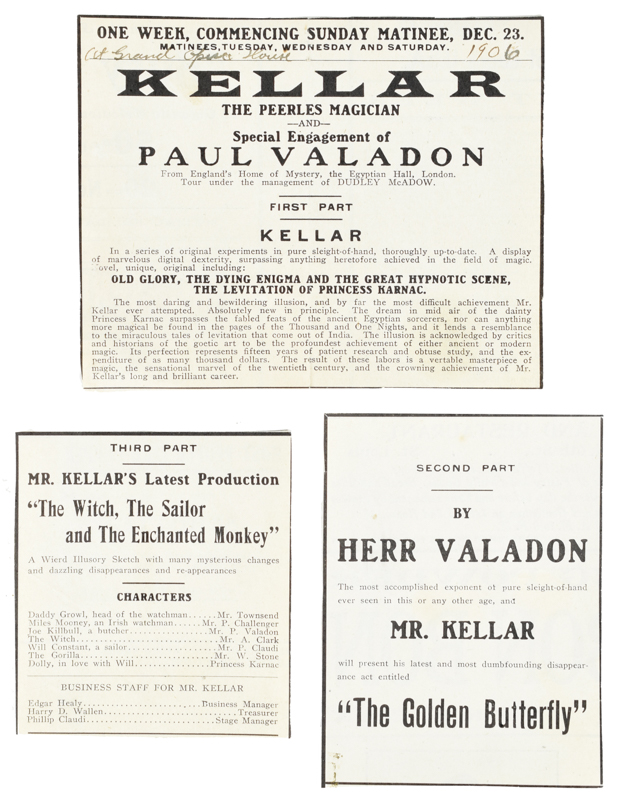 ONE WEEK, COMMENCING SUNDAY MATINEE, DEC. 23.
MATINEES, TUESDAY, WEDNESDAY AND SATURDAY.
At Grand Opera House 1906
KELLAR
THE PEERLES MAGICIAN
—AND—
Special Engagement of
PAUL VALADON
From England's Home of Mystery, the Egyptian Hall, London.
Tour under the management of DUDLEY McADOW.
FIRST PART
KELLAR
In a series of original experiments in pure sleight-of-hand, thoroughly up-to-date. A display
of marvelous digital dexterity, surpassing anything heretofore achieved in the field of magic.
Novel, unique, original including:
OLD GLORY, THE DYING ENIGMA AND THE GREAT HYPNOTIC SCENE,
THE LEVITATION OF PRINCESS KARNAC.
The most daring and bewildering illusion, and by far the most difficult achievement Mr.
Kellar ever attempted. Absolutely new in principle. The dream in mid air of the dainty
Princess Karnac surpasses the fabled feats of the ancient Egyptian sorcerers, nor can anything
more magical be found in the pages of the Thousand and One Nights, and it lends a resemblance
to the miraculous tales of levitation that come out of India. The illusion is acknowledged by critics
and historians of the goetic art to be the profoundest achievement of either ancient or modern
magic. Its perfection represents fifteen years of patient research and obtuse study, and the ex-
penditure of as many thousand dollars. The result of these labors is a vertable masterpiece of
magic, the sensational marvel of the twentieth century, and the crowning achievement of Mr.
Kellar's long and brilliant career.
SECOND PART
BY
HERR VALADON
The most accomplished exponent of pure sleight-of-hand
ever seen in this or any other age, and
MR. KELLAR
will present his latest and most dumbfounding disappear-
ance act entitled
"The Golden Butterfly"
THIRD PART
MR. KELLAR'S Latest Production
"The Witch, The Sailor
and The Enchanted Monkey"
A Wierd Illusory Sketch with many mysterious changes
and dazzling disappearances and re-appearances
CHARACTERS
Daddy Growl, head of the watchman......Mr. Townsend
Miles Mooney, an Irish watchman......Mr. P. Challenger
Joe Killbull, a butcher.................Mr. P. Valadon
The Witch..............................Mr. A. Clark
Will Constant, a sailor...................Mr. P. Claudi
The Gorilla............................Mr. W. Stone
Dolly, in love with Will................Princess Karnac
BUSINESS STAFF FOR MR. KELLAR
Edgar Healy...........................Business Manager
Harry D. Wallen...............................Treasurer
Phillip Claudi.............................Stage Manager